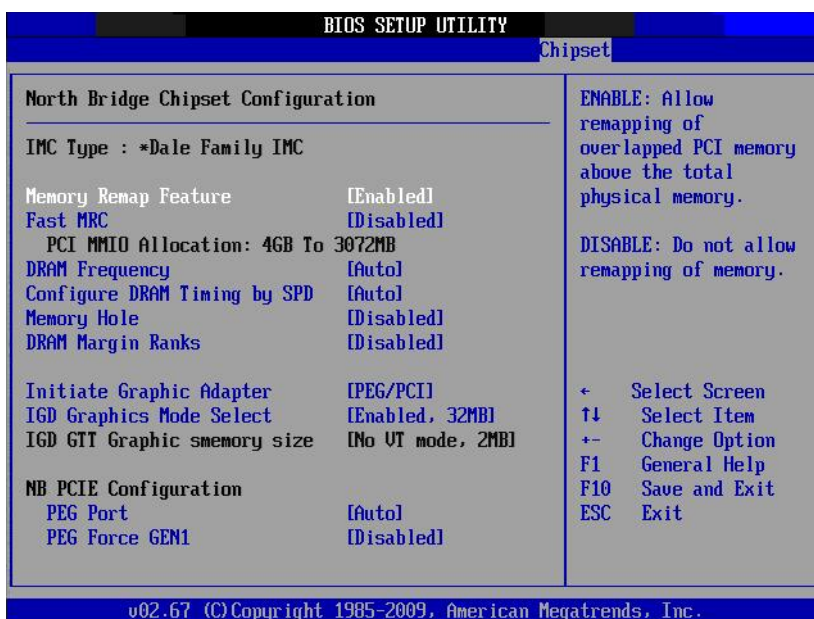 BIOS SETUP UTILITY
Chipset
North Bridge Chipset Configuration
IMC Type : *Dale Family IMC
Memory Remap Feature [Enabled]
Fast MRC [Disabled]
PCI MMIO Allocation: 4GB To 3072MB
DRAM Frequency [Auto]
Configure DRAM Timing by SPD [Auto]
Memory Hole [Disabled]
DRAM Margin Ranks [Disabled]
Initiate Graphic Adapter [PEG/PCI]
IGD Graphics Mode Select [Enabled, 32MB]
IGD GTT Graphic smemory size [No VT mode, 2MB]
NB PCIE Configuration
PEG Port [Auto]
PEG Force GEN1 [Disabled]
ENABLE: Allow
remapping of
overlapped PCI memory
above the total
physical memory.
DISABLE: Do not allow
remapping of memory.
← Select Screen
↑↓ Select Item
+- Change Option
F1 General Help
F10 Save and Exit
ESC Exit
v02.67 (C)Copyright 1985-2009, American Megatrends, Inc.